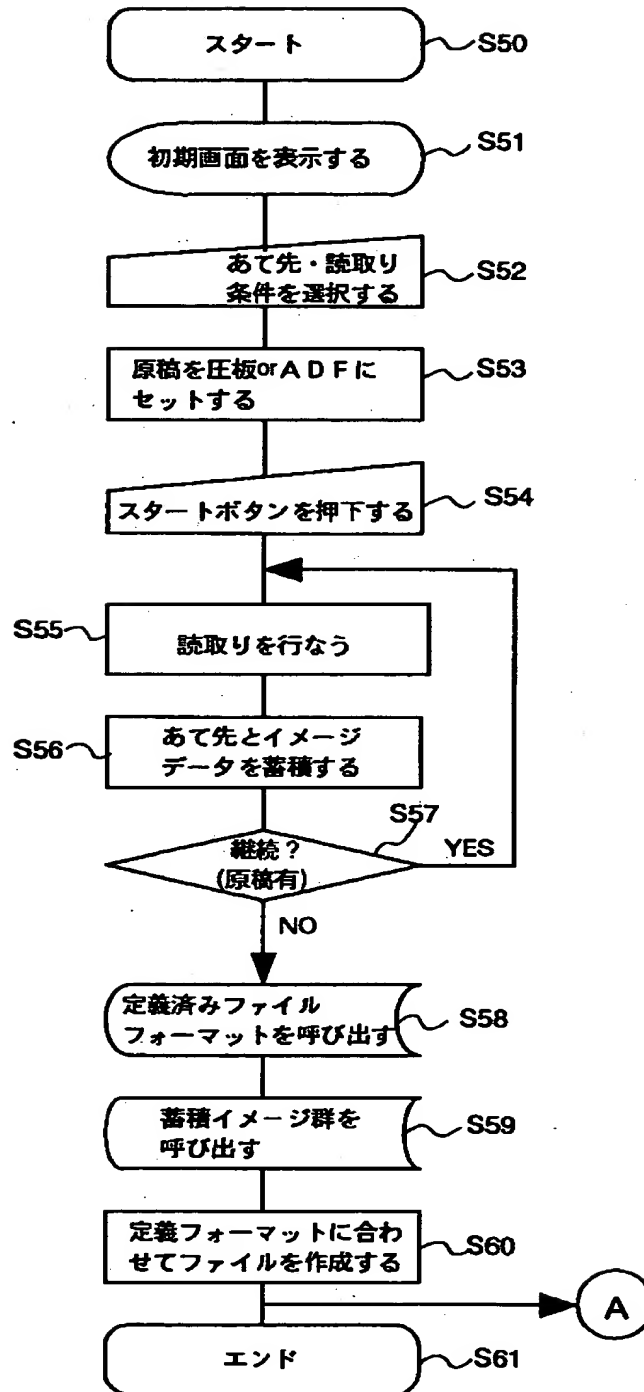 スタート
S50
初期画面を表示する
S51
あて先・読取り
条件を選択する
S52
原稿を圧板orADFに
セットする
S53
スタートボタンを押下する
S54
S55
読取りを行なう
S56
あて先とイメージ
データを蓄積する
S57
継続?
(原稿有)
YES
NO
定義済みファイル
フォーマットを呼び出す
S58
蓄積イメージ群を
呼び出す
S59
定義フォーマットに合わ
せてファイルを作成する
S60
A
エンド
S61